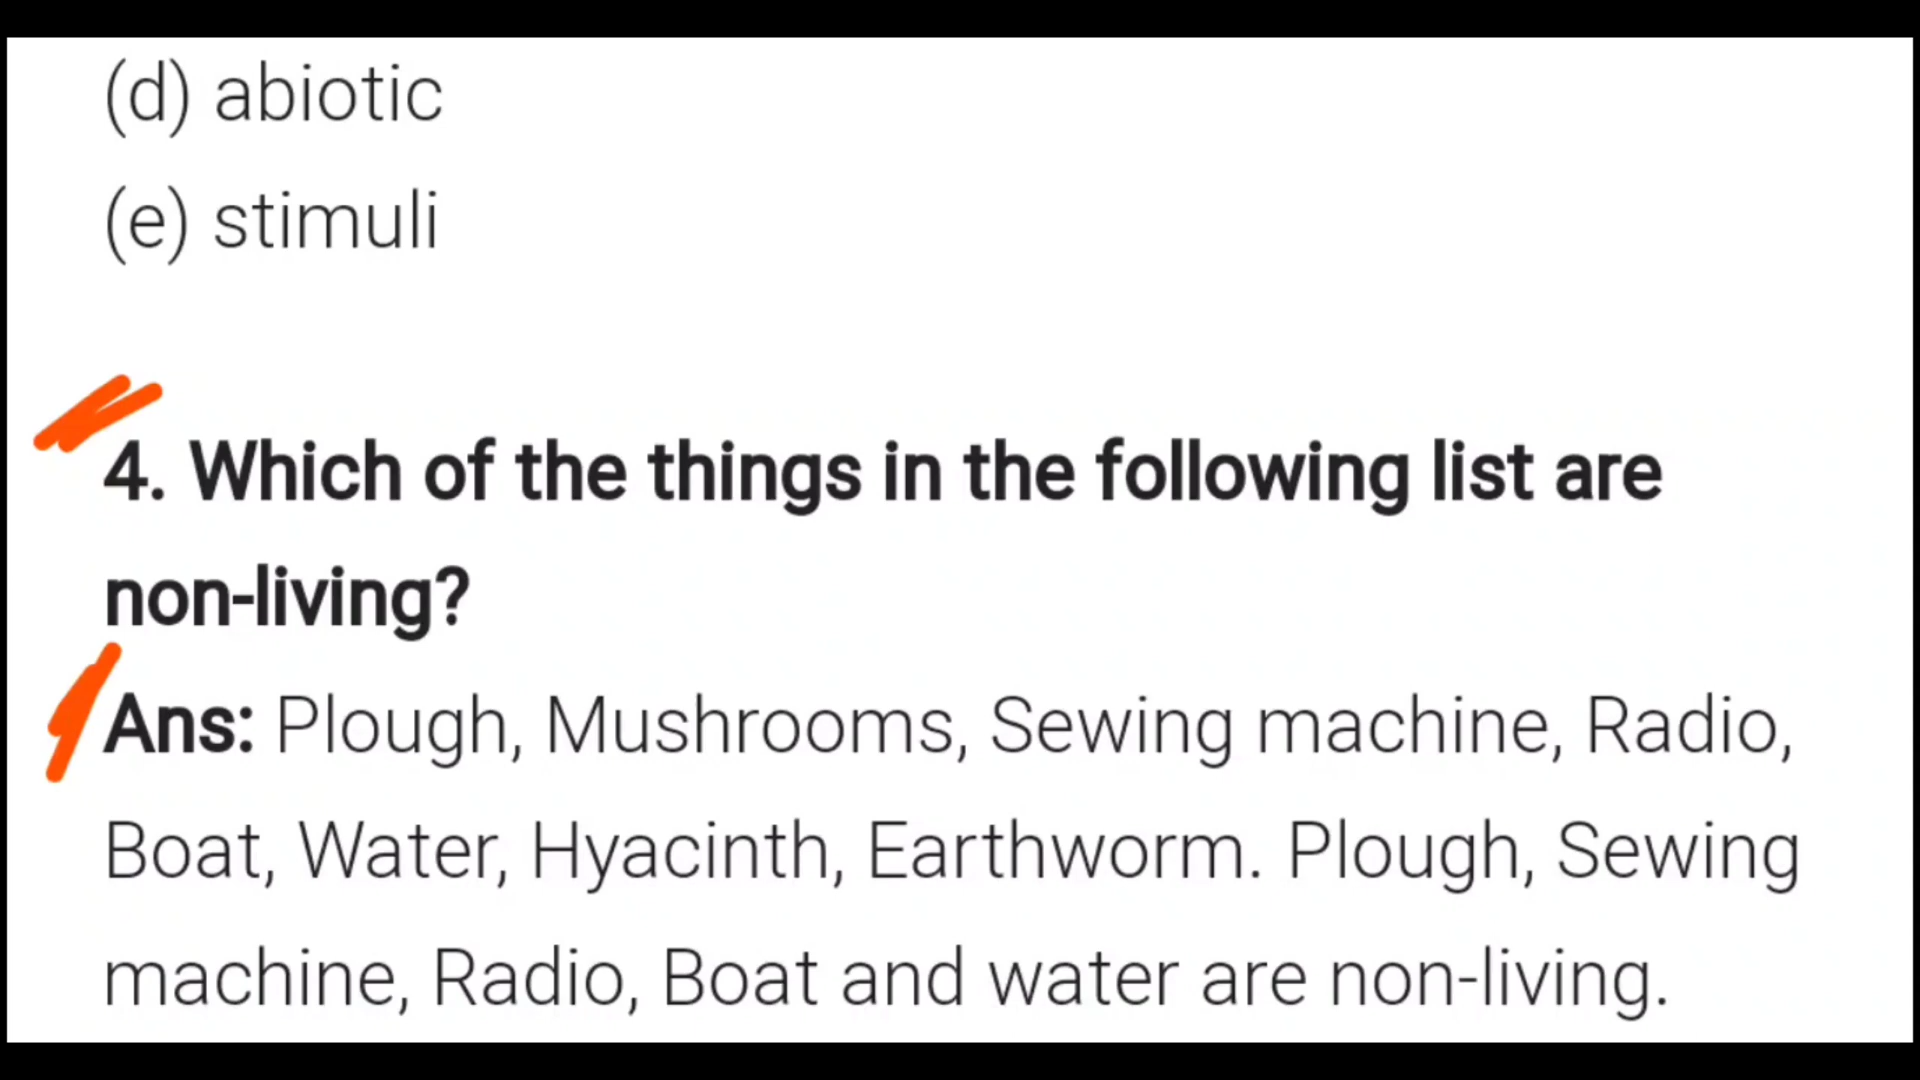 (d) abiotic
(e) stimuli
4. Which of the things in the following list are
non-living?
Ans: Plough, Mushrooms, Sewing machine, Radio,
Boat, Water, Hyacinth, Earthworm. Plough, Sewing
machine, Radio, Boat and water are non-living.